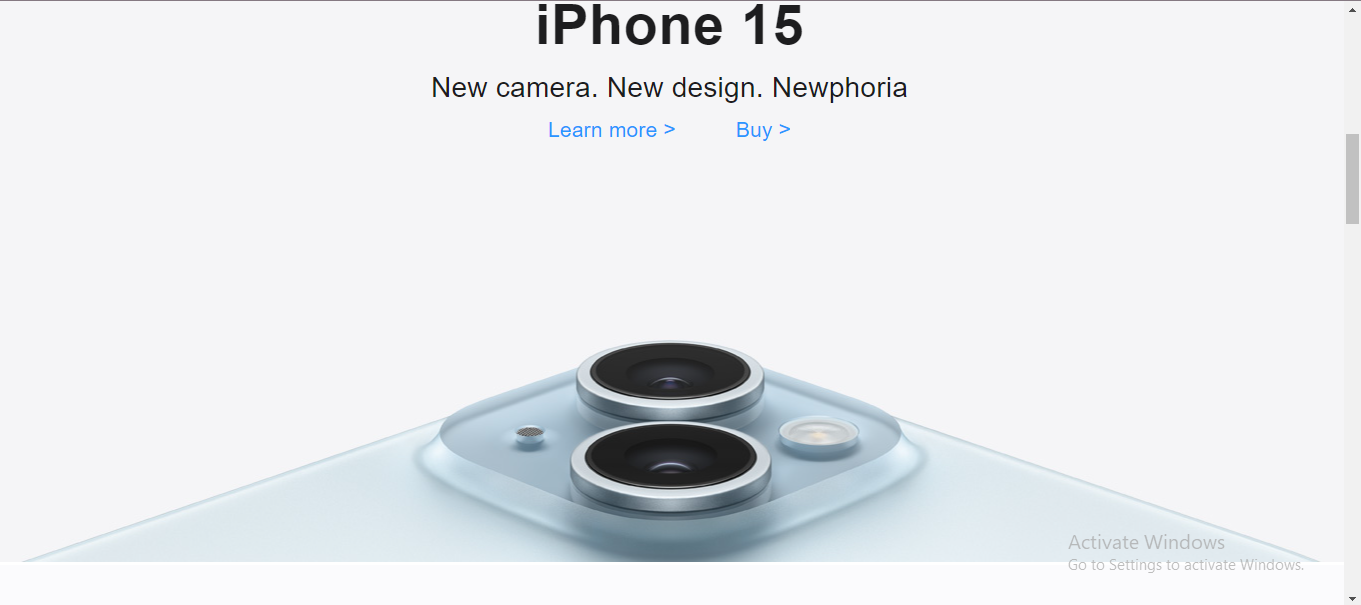 iPhone 15
New camera. New design. Newphoria
Learn more > Buy >
Activate Windows
Go to Settings to activate Windows.